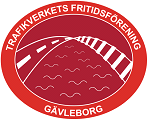 TRAFIKVERKETS FRITIDSFÖRENING
GÄVLEBORG